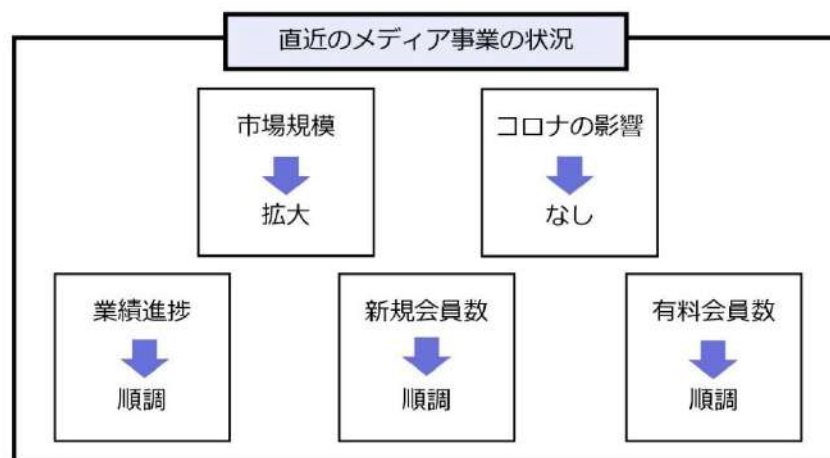 直近のメディア事業の状況
市場規模
拡大
コロナの影響
なし
業績進捗
順調
新規会員数
順調
有料会員数
順調